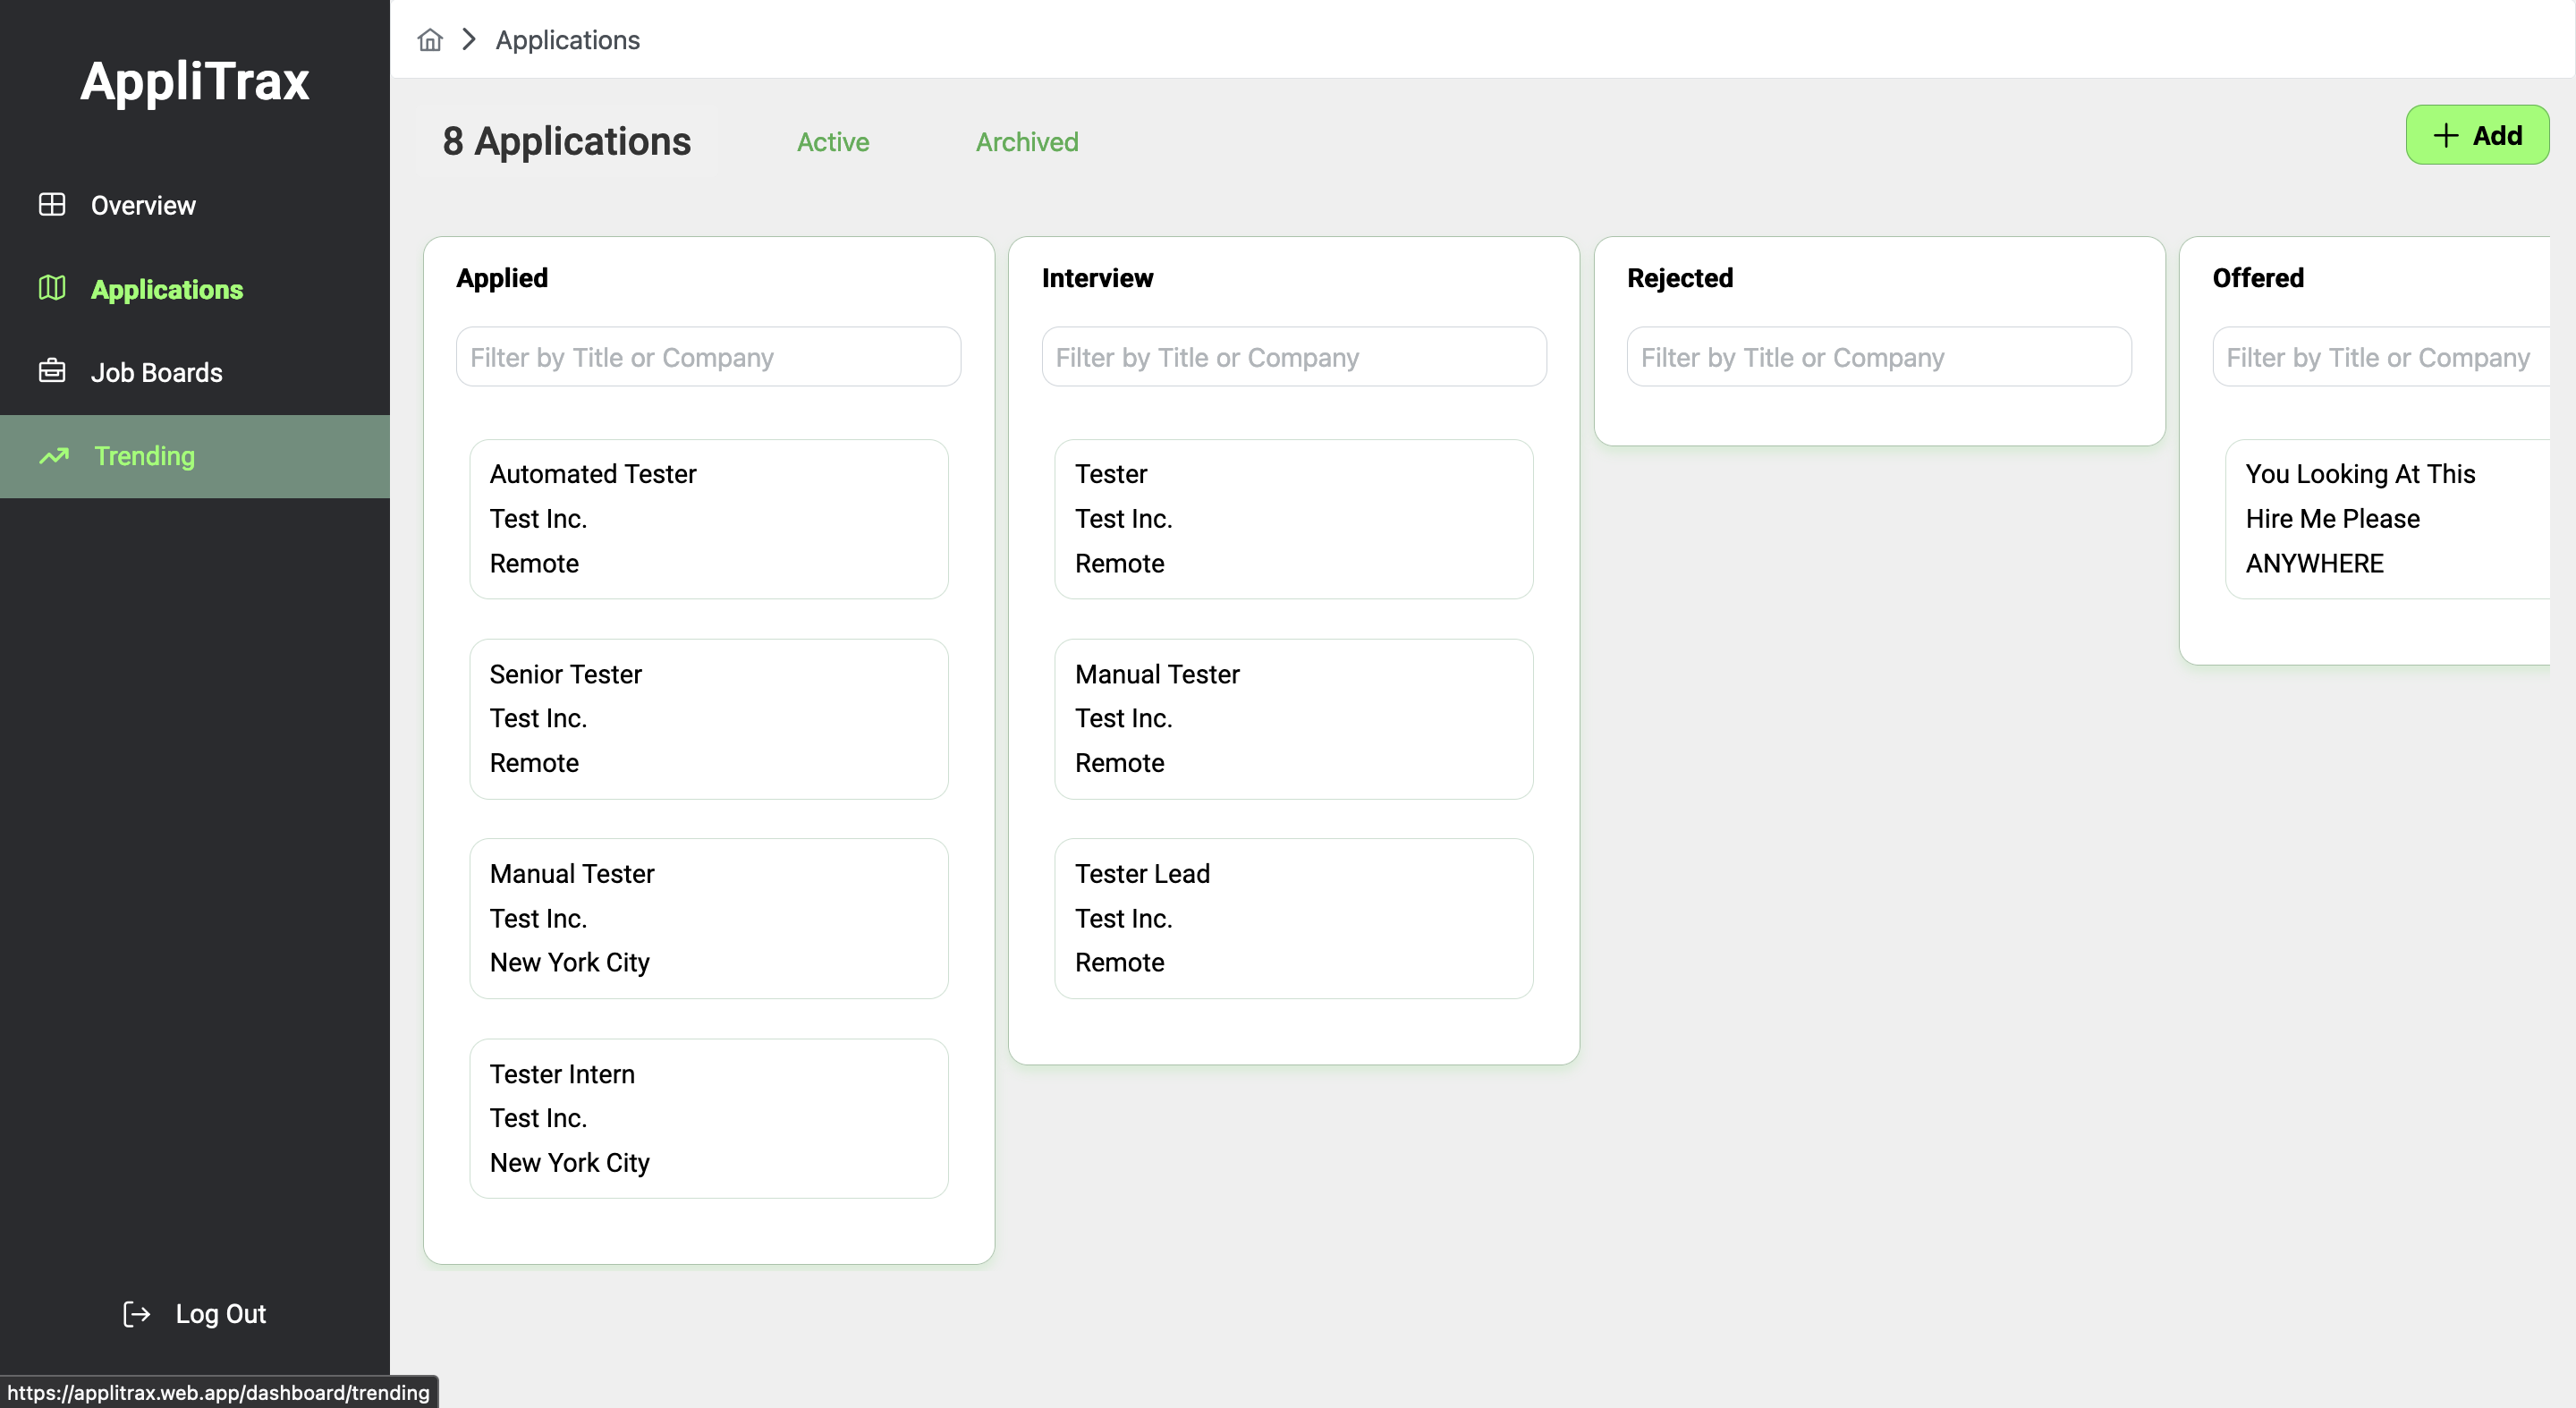 AppliTrax
Overview
Applications
Job Boards
Trending
Log Out
https://applitrax.web.app/dashboard/trending
Applications
8 Applications
Active
Archived
Add
Applied
Filter by Title or Company
Automated Tester
Test Inc.
Remote
Senior Tester
Test Inc.
Remote
Manual Tester
Test Inc.
New York City
Tester Intern
Test Inc.
New York City
Interview
Filter by Title or Company
Tester
Test Inc.
Remote
Manual Tester
Test Inc.
Remote
Tester Lead
Test Inc.
Remote
Rejected
Filter by Title or Company
Offered
Filter by Title or Company
You Looking At This
Hire Me Please
ANYWHERE